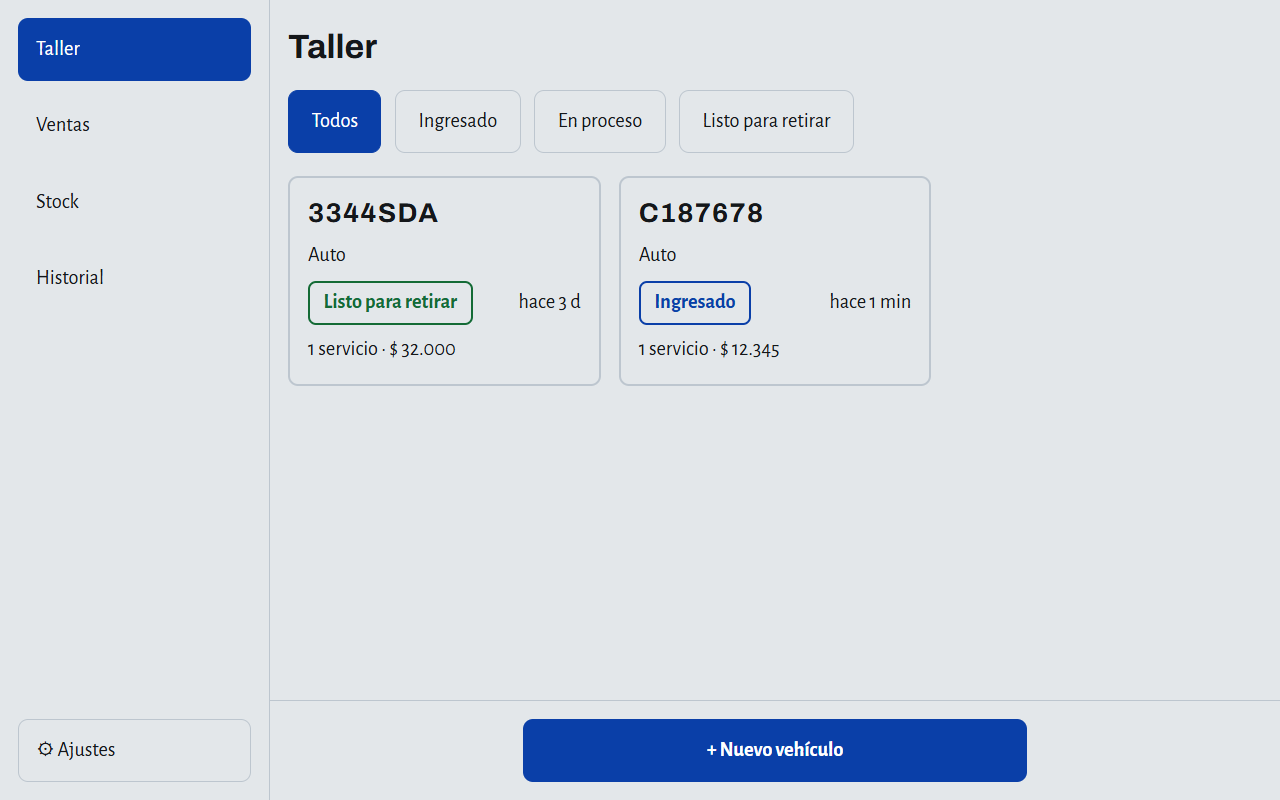 Taller
Ventas
Stock
Historial
⚙ Ajustes
Taller
Todos
Ingresado
En proceso
Listo para retirar
3344SDA
Auto
Listo para retirar
hace 3 d
1 servicio · $ 32.000
C187678
Auto
Ingresado
hace 1 min
1 servicio · $ 12.345
+ Nuevo vehículo